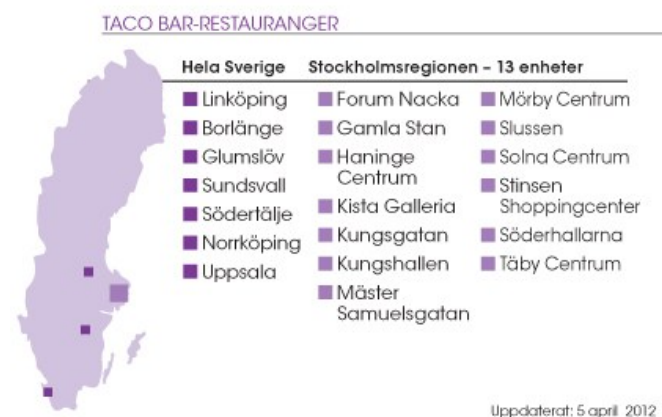 TACO BAR-RESTAURANGER
Hela Sverige
Linköping
Borlänge
Glumslöv
Sundsvall
Södertälje
Norrköping
Uppsala
Stockholmsregionen – 13 enheter
Forum Nacka
Gamla Stan
Haninge
Centrum
Kista Galleria
Kungsgatan
Kungshallen
Mäster
Samuelsgatan
Mörby Centrum
Slussen
Solna Centrum
Stinsen
Shoppingcenter
Söderhallarna
Täby Centrum
Uppdaterat: 5 april 2012